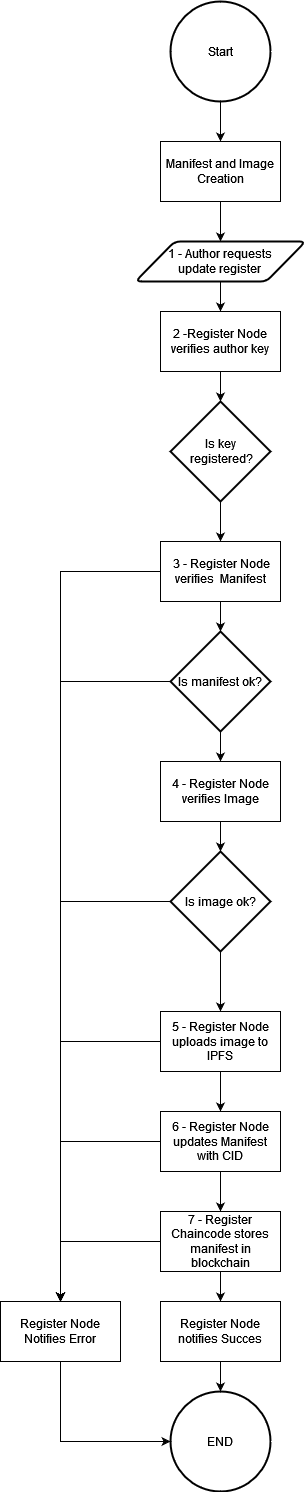 Start
Manifest and Image
Creation
1 - Author requests
update register
2 -Register Node
verifies author key
Is key
registered?
3 - Register Node
verifies Manifest
Is manifest ok?
4 - Register Node
verifies Image
Is image ok?
5 - Register Node
uploads image to
IPFS
6 - Register Node
updates Manifest
with CID
7 - Register
Chaincode stores
manifest in
blockchain
Register Node
Notifies Error
Register Node
notifies Succes
END